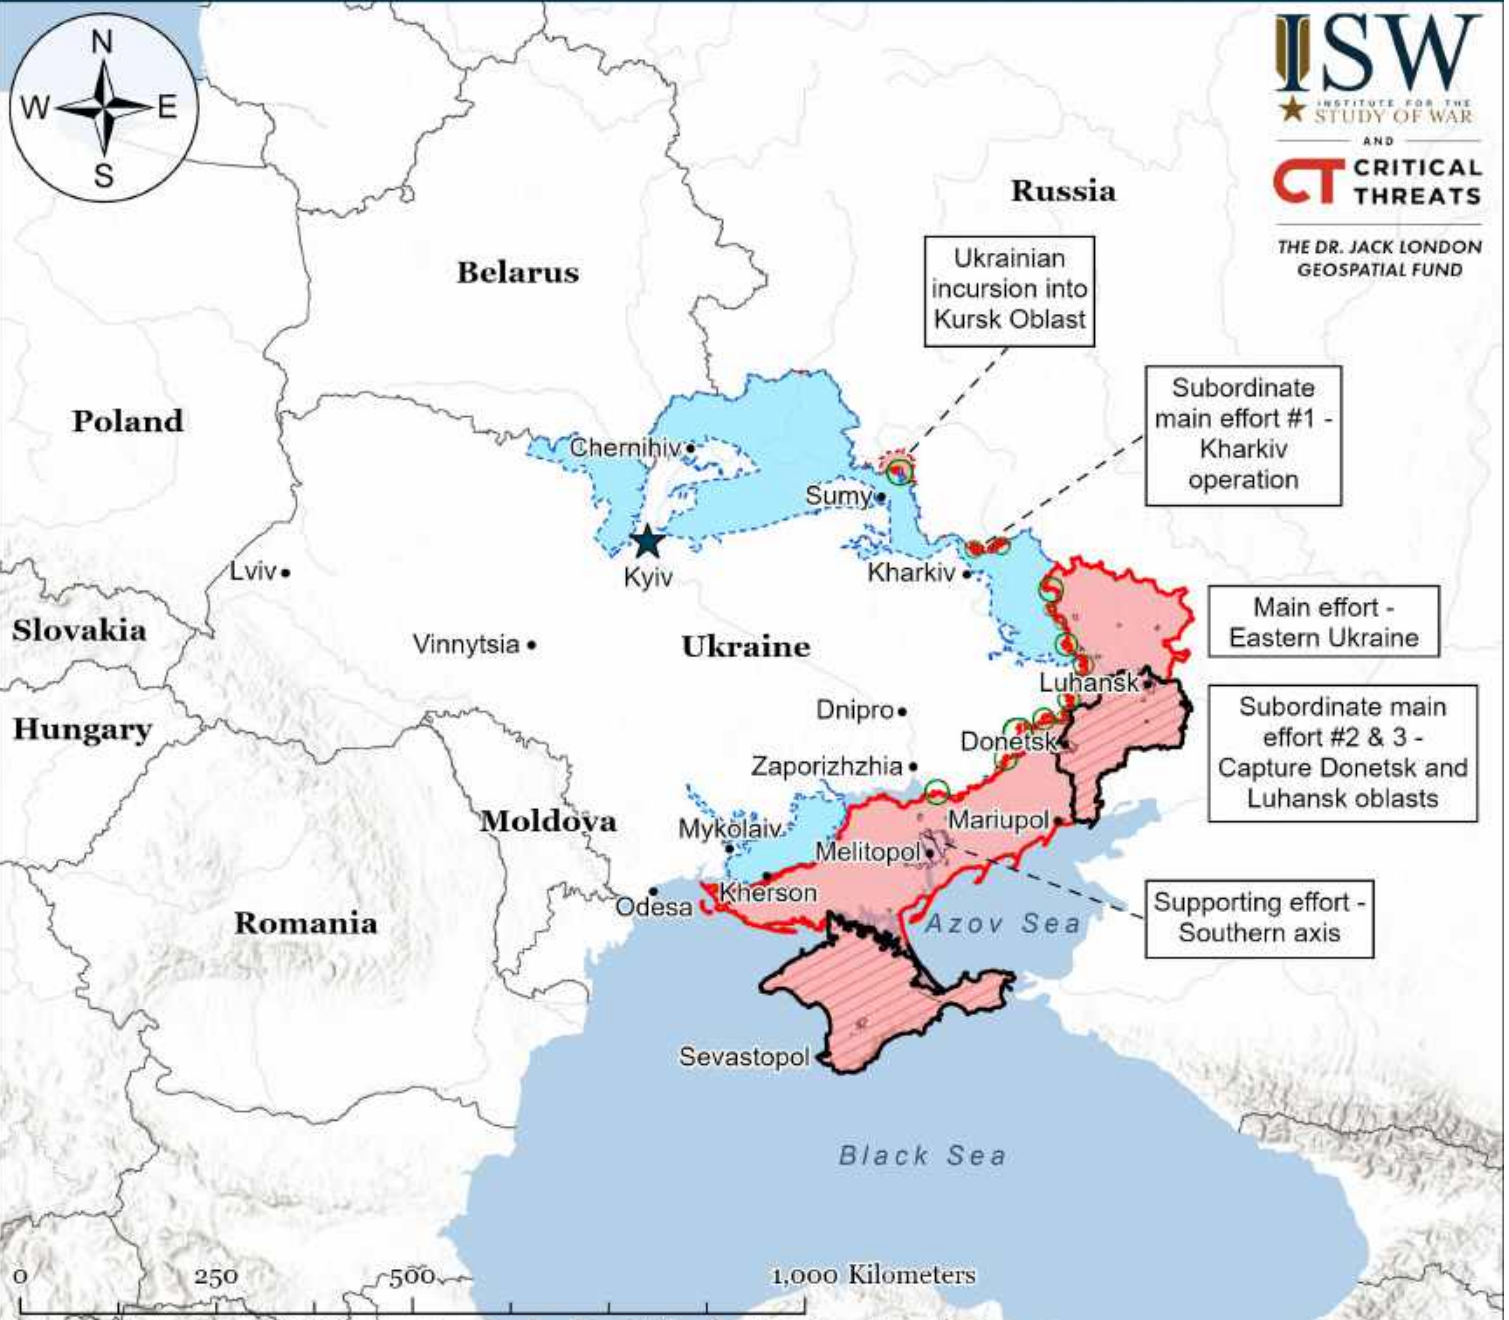 N
W
E
S
ISW
INSTITUTE FOR THE
STUDY OF WAR
AND
CT CRITICAL
THREATS
THE DR. JACK LONDON
GEOSPATIAL FUND
Russia
Ukrainian
incursion into
Kursk Oblast
Belarus
Subordinate
main effort #1 -
Kharkiv
operation
Poland
Chernihiv
Sumy
Lviv
Kyiv
Kharkiv
Main effort -
Eastern Ukraine
Slovakia
Vinnytsia
Ukraine
Luhansk
Subordinate main
effort #2 & 3 -
Capture Donetsk and
Luhansk oblasts
Hungary
Dnipro
Donetsk
Zaporizhzhia
Moldova
Mykolaiv
Mariupol
Melitopol
Kherson
Odesa
Romania
Azov Sea
Supporting effort -
Southern axis
Sevastopol
Black Sea
0 250 500 1,000 Kilometers